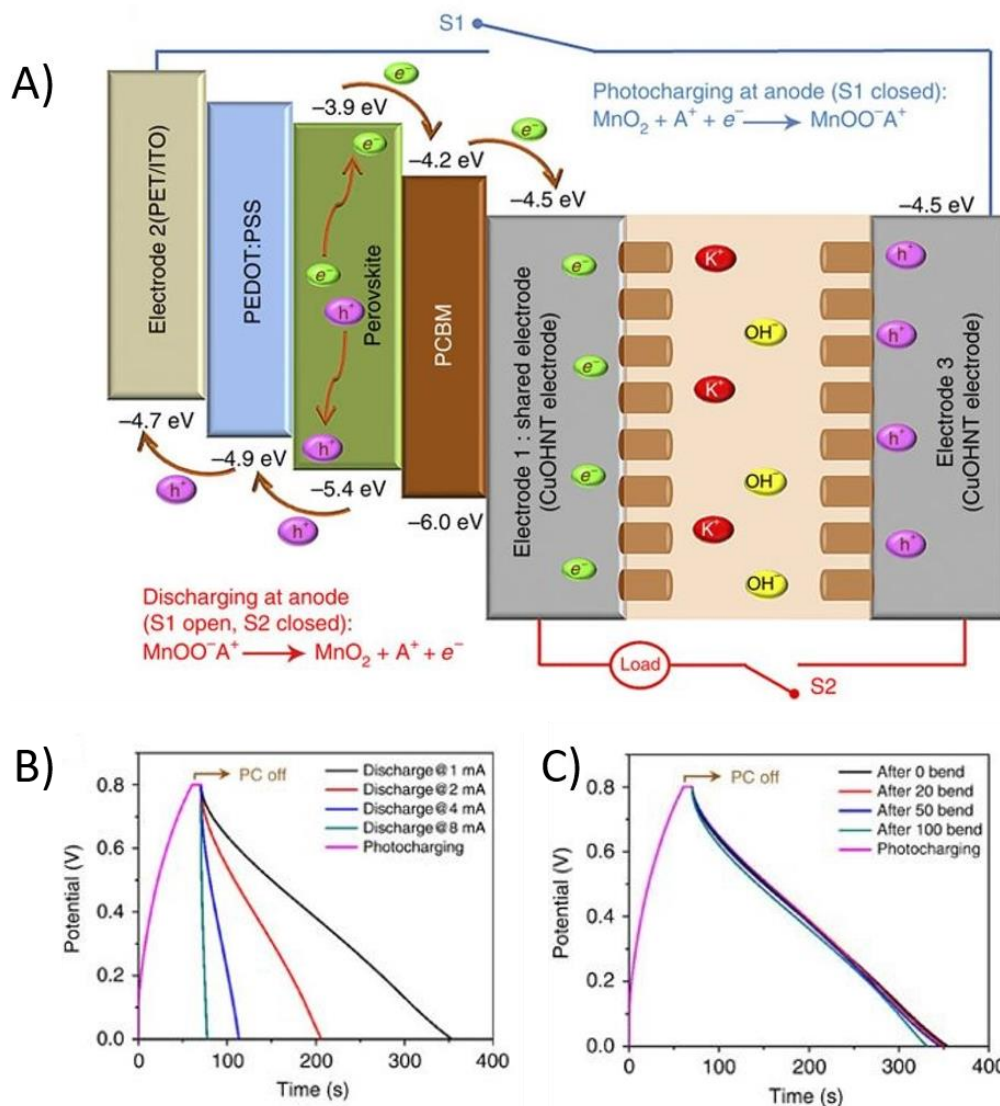 A)
S1
Photocharging at anode (S1 closed):
MnO₂ + A⁺ + e⁻ → MnOO⁻A⁺
e⁻
e⁻
−3.9 eV
−4.2 eV
−4.5 eV
−4.5 eV
Electrode 2(PET/ITO)
PEDOT:PSS
Perovskite
e⁻
e⁻
h⁺
h⁺
PCBM
Electrode 1 : shared electrode
(CuOHNT electrode)
e⁻
e⁻
e⁻
e⁻
K⁺
OH⁻
K⁺
OH⁻
K⁺
OH⁻
h⁺
h⁺
h⁺
h⁺
Electrode 3
(CuOHNT electrode)
−4.7 eV
−4.9 eV
−5.4 eV
−6.0 eV
h⁺
h⁺
Discharging at anode
(S1 open, S2 closed):
MnOO⁻A⁺ → MnO₂ + A⁺ + e⁻
Load
S2
B)
PC off
Discharge@1 mA
Discharge@2 mA
Discharge@4 mA
Discharge@8 mA
Photocharging
Potential (V)
0.8
0.6
0.4
0.2
0.0
0 100 200 300 400
Time (s)
C)
PC off
After 0 bend
After 20 bend
After 50 bend
After 100 bend
Photocharging
Potential (V)
0.8
0.6
0.4
0.2
0.0
0 100 200 300 400
Time (s)